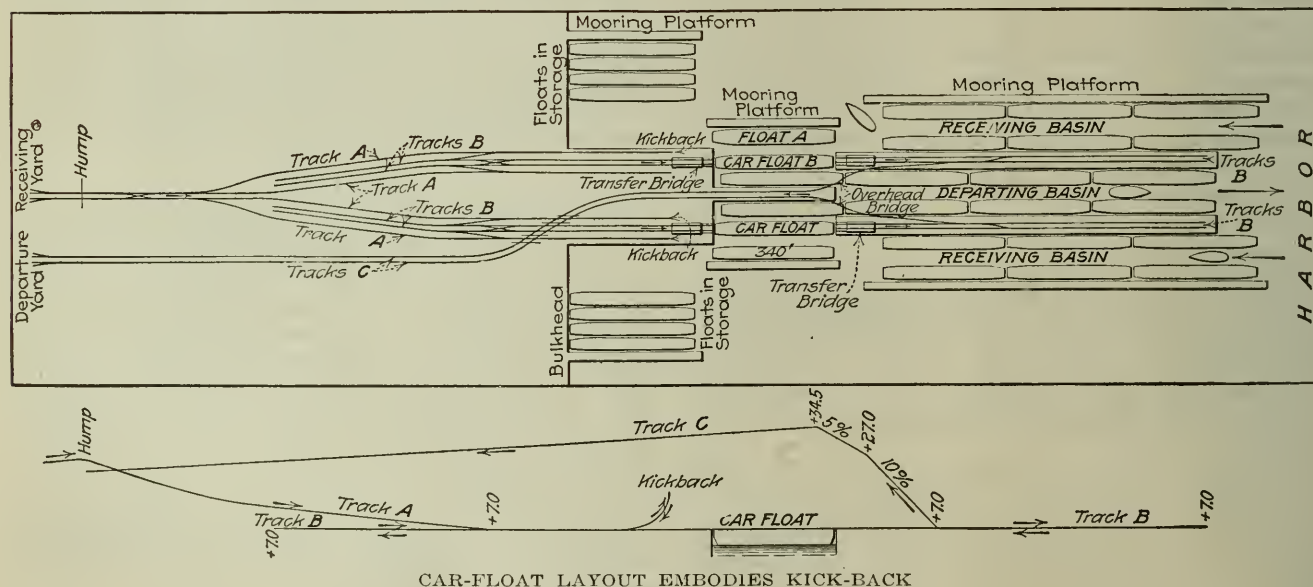 Mooring Platform
Floats in
Storage
Mooring
Platform
Mooring Platform
Receiving
Yard
Hump
Track A
Tracks B
Track A
Tracks B
Track
A
Kickback
Transfer Bridge
FLOAT A
CAR FLOAT B
RECEIVING BASIN
Tracks
B
Overhead
Bridge
DEPARTING BASIN
CAR FLOAT
340'
Kickback
Transfer
Bridge
Tracks
B
RECEIVING BASIN
HARBOR
Departure
Yard
Tracks C
Bulkhead
Floats in
Storage
Hump
Track C
+34.5
5%
+27.0
10%
+7.0
Kickback
Track A
Track B
+7.0
+7.0
CAR FLOAT
Track B
+7.0
CAR-FLOAT LAYOUT EMBODIES KICK-BACK